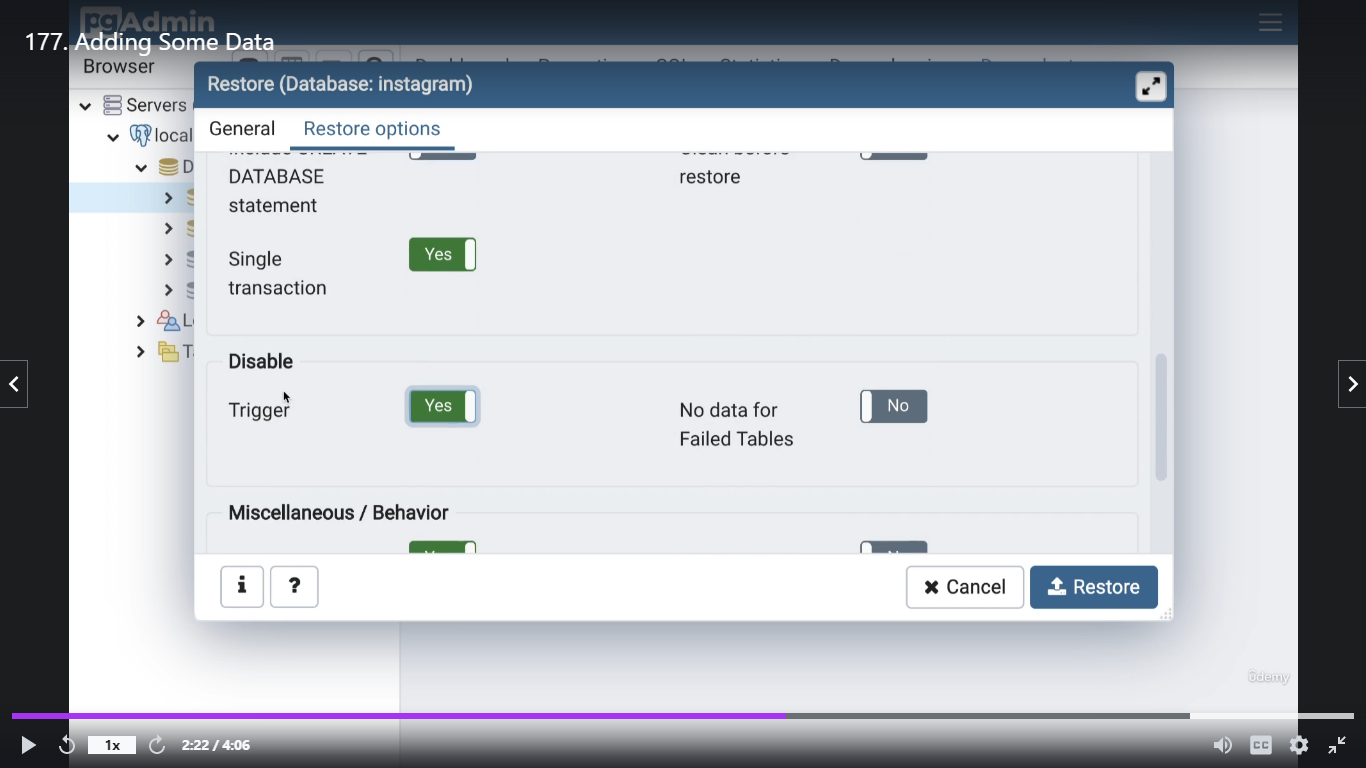 pgAdmin
177. Adding Some Data
Browser
Restore (Database: instagram)
Servers
General
Restore options
local
DATABASE
statement
restore
Single
transaction
Yes
Disable
Trigger
Yes
No data for
Failed Tables
No
Miscellaneous / Behavior
i
?
Cancel
Restore
ûdemy
1x
2:22 / 4:06
CC